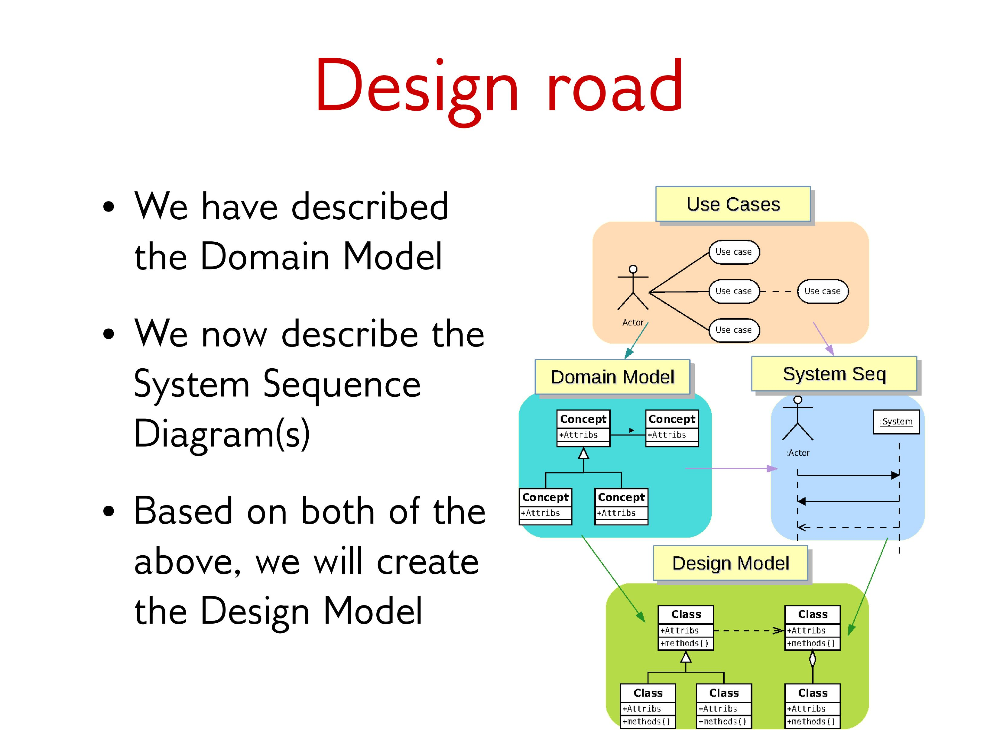 Design road
• We have described
the Domain Model
• We now describe the
System Sequence
Diagram(s)
• Based on both of the
above, we will create
the Design Model
Use Cases
Use case
Use case
Use case
Actor
Use case
Domain Model
Concept
+Attribs
Concept
+Attribs
Concept
+Attribs
Concept
+Attribs
System Seq
:System
:Actor
Design Model
Class
+Attribs
+methods()
Class
+Attribs
+methods()
Class
+Attribs
+methods()
Class
+Attribs
+methods()
Class
+Attribs
+methods()